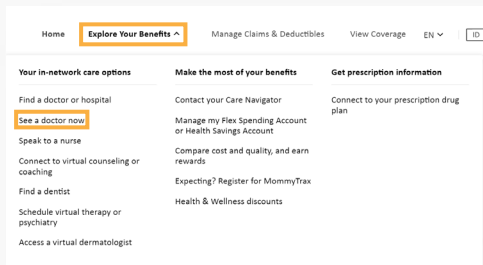 Home Explore Your Benefits Manage Claims & Deductibles View Coverage EN ID
Your in-network care options
Find a doctor or hospital
See a doctor now
Speak to a nurse
Connect to virtual counseling or
coaching
Find a dentist
Schedule virtual therapy or
psychiatry
Access a virtual dermatologist
Make the most of your benefits
Contact your Care Navigator
Manage my Flex Spending Account
or Health Savings Account
Compare cost and quality, and earn
rewards
Expecting? Register for MommyTrax
Health & Wellness discounts
Get prescription information
Connect to your prescription drug
plan